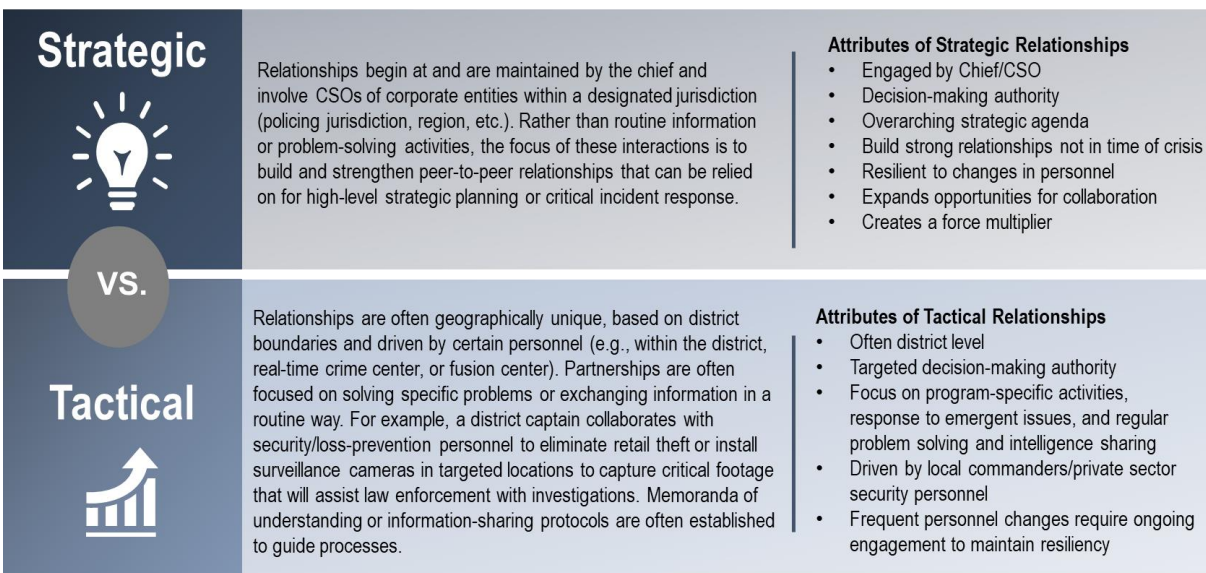 Strategic
Relationships begin at and are maintained by the chief and
involve CSOs of corporate entities within a designated jurisdiction
(policing jurisdiction, region, etc.). Rather than routine information
or problem-solving activities, the focus of these interactions is to
build and strengthen peer-to-peer relationships that can be relied
on for high-level strategic planning or critical incident response.
Attributes of Strategic Relationships
• Engaged by Chief/CSO
• Decision-making authority
• Overarching strategic agenda
• Build strong relationships not in time of crisis
• Resilient to changes in personnel
• Expands opportunities for collaboration
• Creates a force multiplier
VS.
Tactical
Relationships are often geographically unique, based on district
boundaries and driven by certain personnel (e.g., within the district,
real-time crime center, or fusion center). Partnerships are often
focused on solving specific problems or exchanging information in a
routine way. For example, a district captain collaborates with
security/loss-prevention personnel to eliminate retail theft or install
surveillance cameras in targeted locations to capture critical footage
that will assist law enforcement with investigations. Memoranda of
understanding or information-sharing protocols are often established
to guide processes.
Attributes of Tactical Relationships
• Often district level
• Targeted decision-making authority
• Focus on program-specific activities,
response to emergent issues, and regular
problem solving and intelligence sharing
• Driven by local commanders/private sector
security personnel
• Frequent personnel changes require ongoing
engagement to maintain resiliency